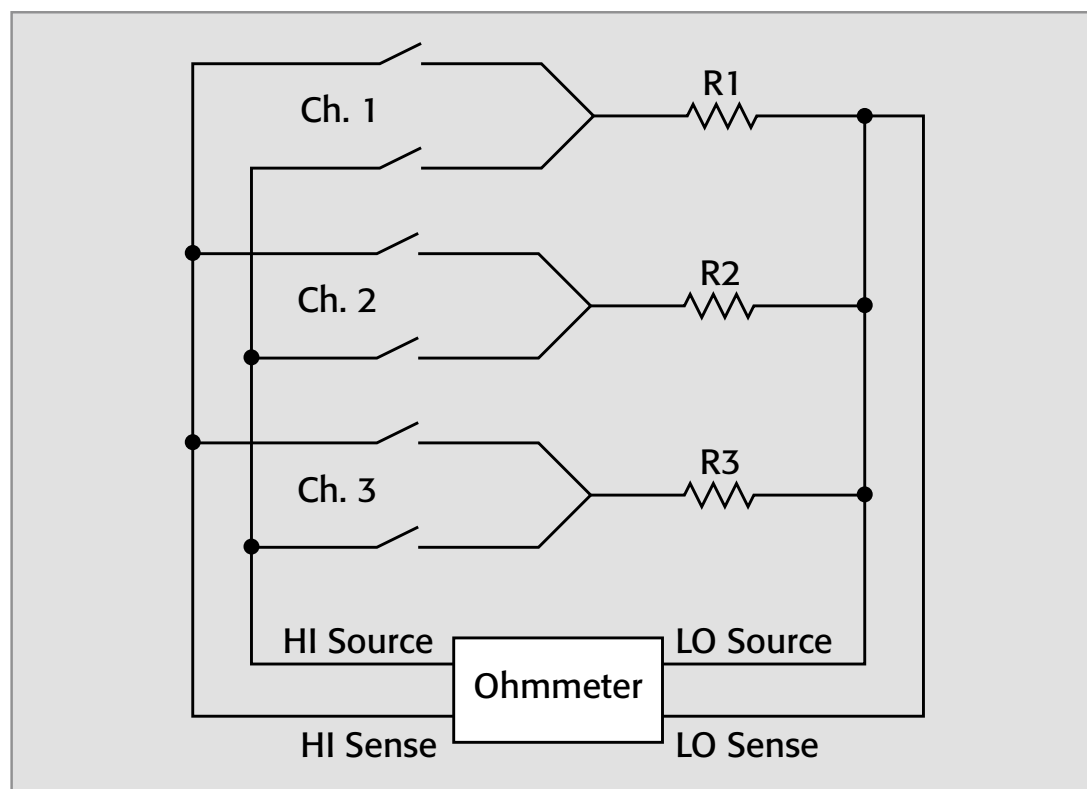 R1
Ch. 1
R2
Ch. 2
R3
Ch. 3
HI Source
LO Source
Ohmmeter
HI Sense
LO Sense